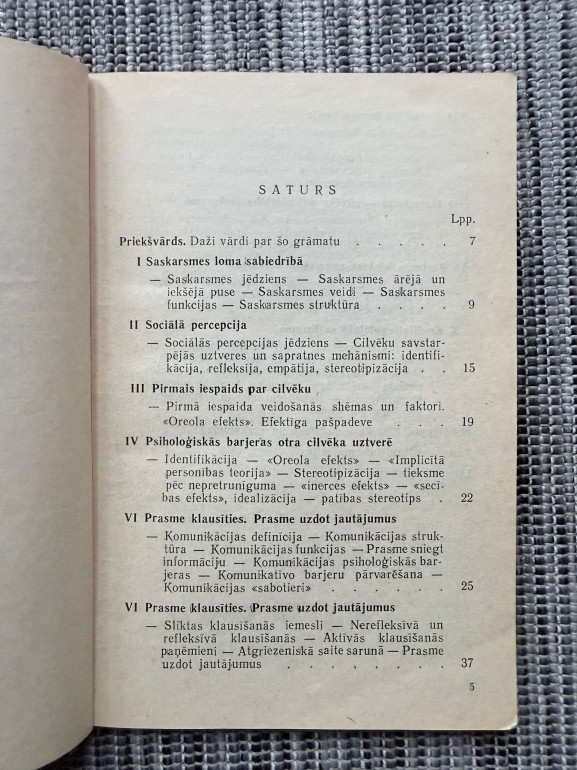 SATURS
Lpp.
Priekšvārds. Daži vārdi par šo grāmatu . . . . . 7
I Saskarsmes loma sabiedrībā
— Saskarsmes jēdziens — Saskarsmes ārējā un
iekšējā puse — Saskarsmes veidi — Saskarsmes
funkcijas — Saskarsmes struktūra . . . . 9
II Sociālā percepcija
— Sociālās percepcijas jēdziens — Cilvēku savstar-
pējās uztveres un sapratnes mehānismi: identifi-
kācija, refleksija, empātija, stereotipizācija . . 15
III Pirmais iespaids par cilvēku
— Pirmā iespaida veidošanās shēmas un faktori.
«Oreola efekts». Efektīga pašpadeve . . . 19
IV Psiholoģiskās barjeras otra cilvēka uztverē
— Identifikācija — «Oreola efekts» — «Implicītā
personības teorija» — Stereotipizācija — tieksme
pēc nepretrunīguma — «inerces efekts» — «secī-
bas efekts», idealizācija — patības stereotips . 22
VI Prasme klausīties. Prasme uzdot jautājumus
— Komunikācijas definīcija — Komunikācijas struk-
tūra — Komunikācijas funkcijas — Prasme sniegt
informāciju — Komunikācijas psiholoģiskās bar-
jeras — Komunikatīvo barjeru pārvarēšana —
Komunikācijas «sabotieri» . . . . . 25
VI Prasme klausīties. Prasme uzdot jautājumus
— Sliktas klausīšanās iemesli — Nerefleksīvā un
refleksīvā klausīšanās — Aktīvās klausīšanās
paņēmieni — Atgriezeniskā saite sarunā — Prasme
uzdot jautājumus . . . . . . . . 37
5